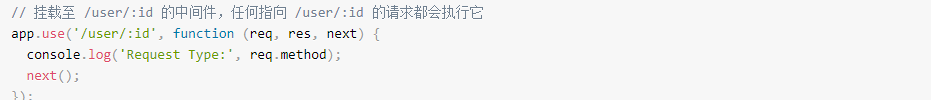 // 挂载至 /user/:id 的中间件，任何指向 /user/:id 的请求都会执行它
app.use('/user/:id', function (req, res, next) {
  console.log('Request Type:', req.method);
  next();
});